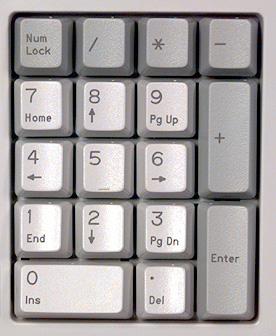 Num
Lock
/
*
−
7
Home
8
↑
9
Pg Up
+
4
←
5
6
→
1
End
2
↓
3
Pg Dn
Enter
0
Ins
.
Del